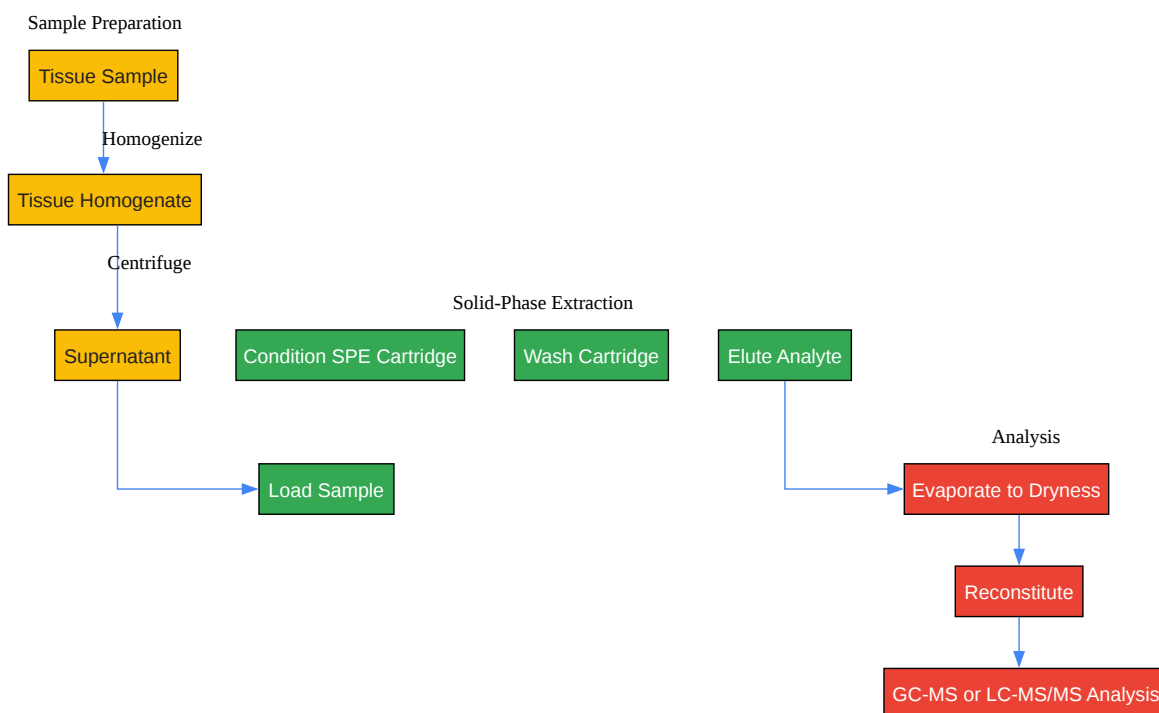 Sample Preparation
Tissue Sample
Homogenize
Tissue Homogenate
Centrifuge
Solid-Phase Extraction
Supernatant
Condition SPE Cartridge
Wash Cartridge
Elute Analyte
Analysis
Load Sample
Evaporate to Dryness
Reconstitute
GC-MS or LC-MS/MS Analysis